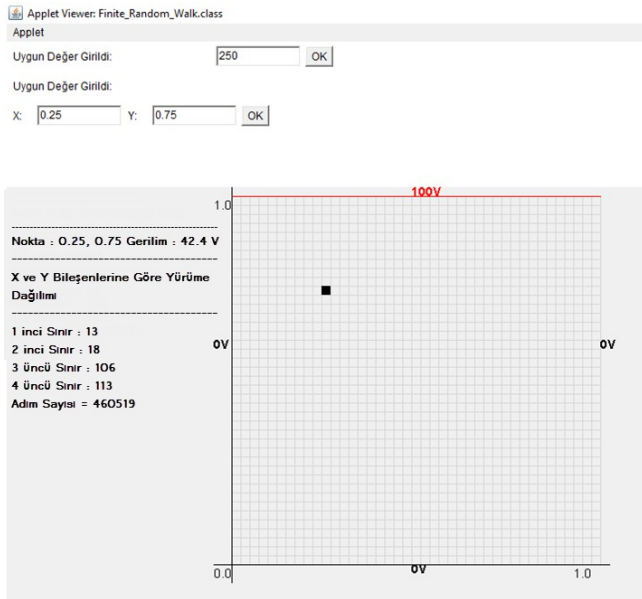 Applet Viewer: Finite_Random_Walk.class
Applet
Uygun Değer Girildi: 250 OK
Uygun Değer Girildi:
X: 0.25 Y: 0.75 OK
100V
1.0
Nokta : 0.25, 0.75 Gerilim : 42.4 V
X ve Y Bileşenlerine Göre Yürüme
Dağılımı
1 inci Sınır : 13
2 inci Sınır : 18
0V 0V
3 üncü Sınır : 106
4 üncü Sınır : 113
Adım Sayısı = 460519
0V
0.0 1.0